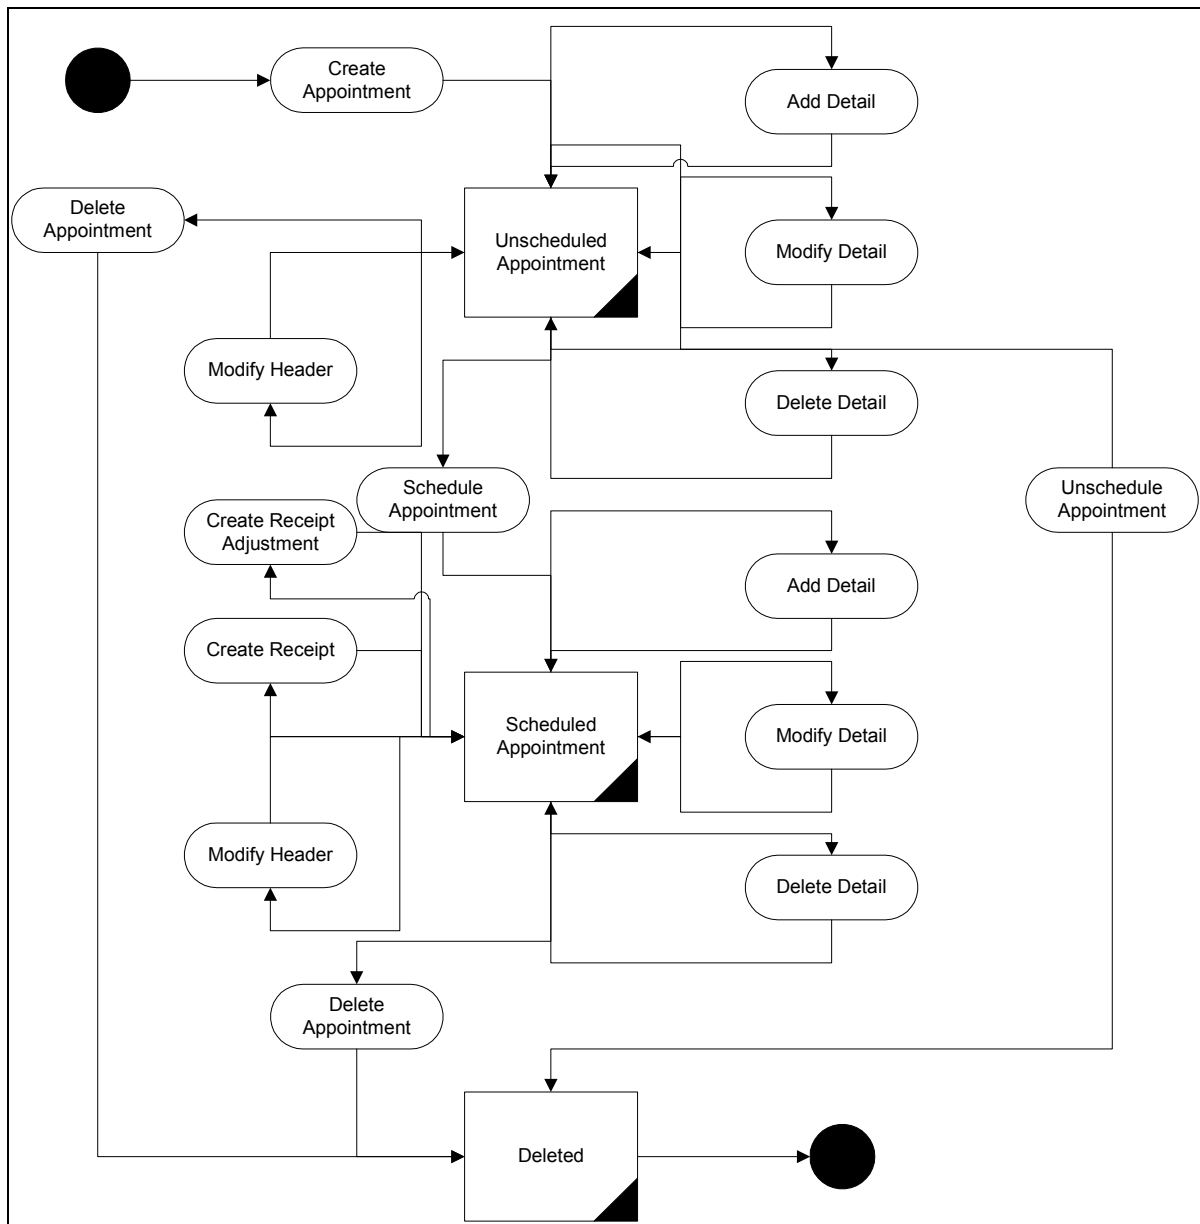 Create
Appointment
Add Detail
Delete
Appointment
Unscheduled
Appointment
Modify Detail
Modify Header
Delete Detail
Schedule
Appointment
Unschedule
Appointment
Create Receipt
Adjustment
Add Detail
Create Receipt
Scheduled
Appointment
Modify Detail
Modify Header
Delete Detail
Delete
Appointment
Deleted